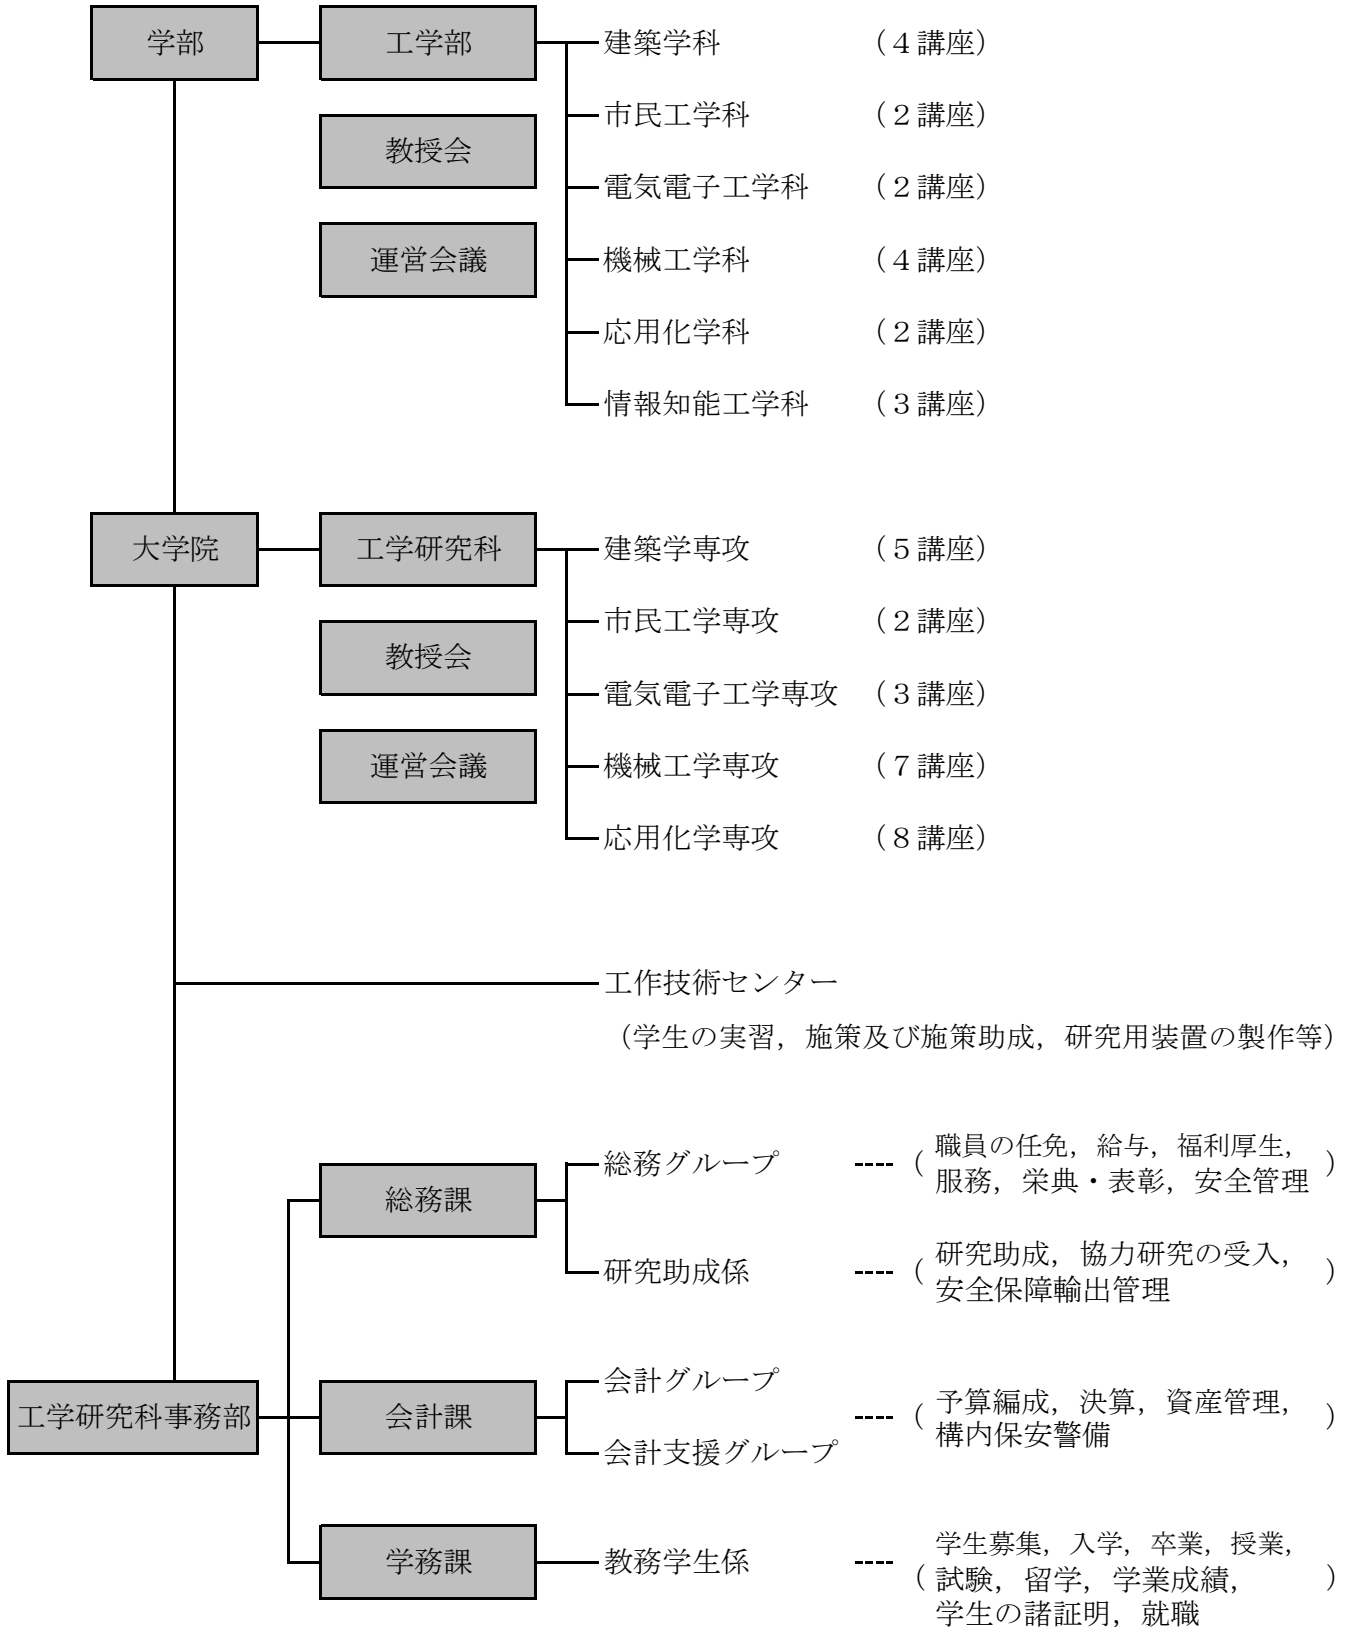 学部 工学部 建築学科 （４講座）
市民工学科 （２講座）
教授会
電気電子工学科 （２講座）
運営会議 機械工学科 （４講座）
応用化学科 （２講座）
情報知能工学科 （３講座）
大学院 工学研究科 建築学専攻 （５講座）
市民工学専攻 （２講座）
教授会
電気電子工学専攻 （３講座）
運営会議 機械工学専攻 （７講座）
応用化学専攻 （８講座）
工作技術センター
（学生の実習，施策及び施策助成，研究用装置の製作等）
総務課
総務グループ ---- （職員の任免，給与，福利厚生，
服務，栄典・表彰，安全管理）
研究助成係 ---- （研究助成，協力研究の受入，
安全保障輸出管理）
工学研究科事務部 会計課
会計グループ
会計支援グループ
---- （予算編成，決算，資産管理，
構内保安警備）
学務課 教務学生係 ---- （学生募集，入学，卒業，授業，
試験，留学，学業成績，
学生の諸証明，就職）